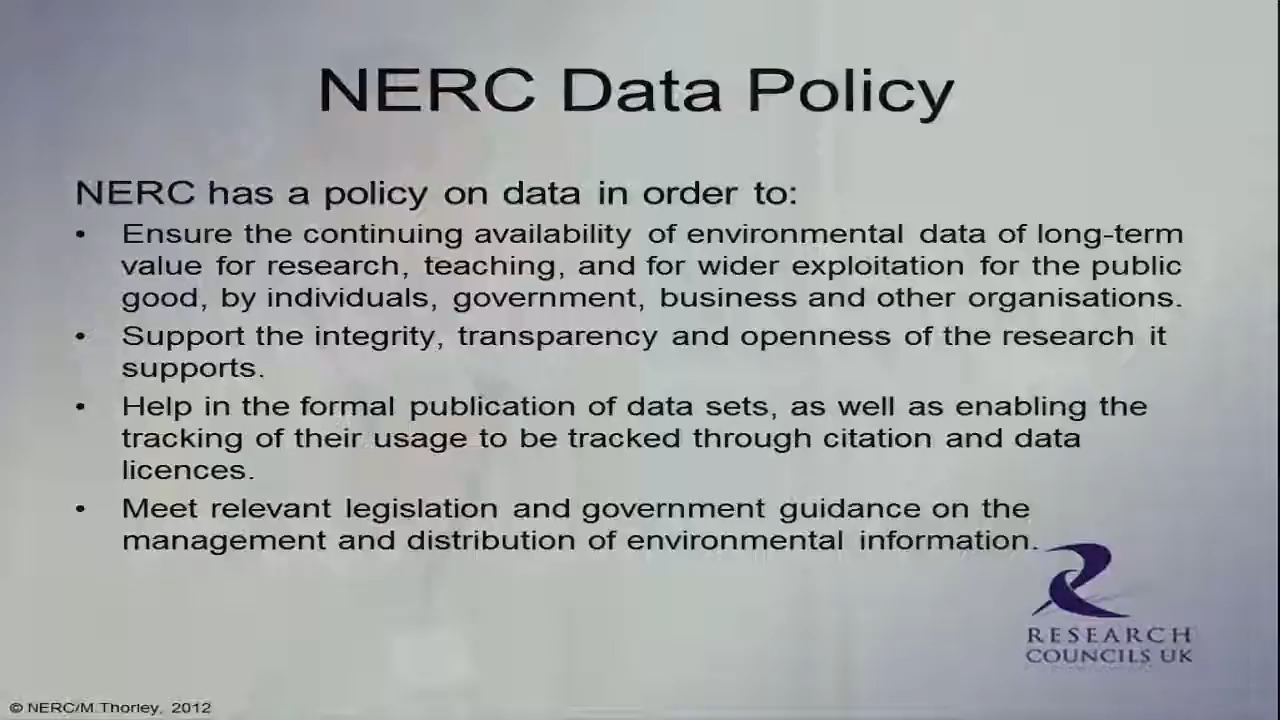 NERC Data Policy
NERC has a policy on data in order to:
• Ensure the continuing availability of environmental data of long-term
value for research, teaching, and for wider exploitation for the public
good, by individuals, government, business and other organisations.
• Support the integrity, transparency and openness of the research it
supports.
• Help in the formal publication of data sets, as well as enabling the
tracking of their usage to be tracked through citation and data
licences.
• Meet relevant legislation and government guidance on the
management and distribution of environmental information.
RESEARCH
COUNCILS UK
© NERC/M.Thorley, 2012